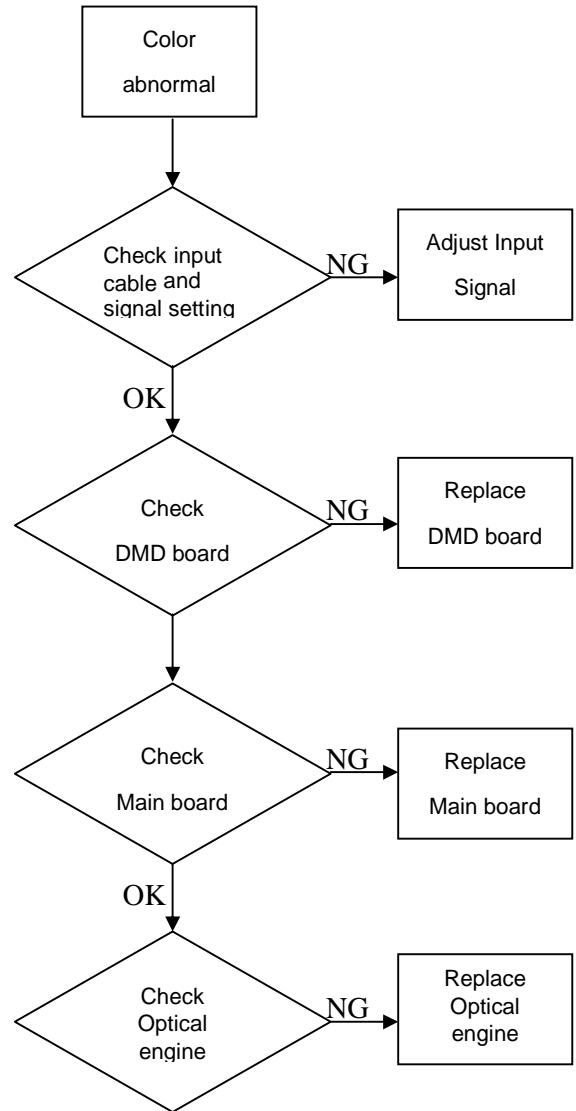 Color
abnormal
Check input
cable and
signal setting
NG
Adjust Input
Signal
OK
Check
DMD board
NG
Replace
DMD board
Check
Main board
NG
Replace
Main board
OK
Check
Optical
engine
NG
Replace
Optical
engine